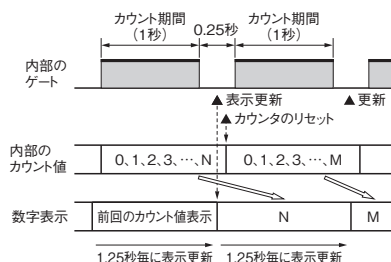 カウント期間 0.25秒 カウント期間
(1秒) (1秒)
内部の
ゲート
▲表示更新 ▲更新
▲カウンタのリセット
内部の
カウント値
0、1、2、3、…、N 0、1、2、3、…、M
数字表示 前回のカウント値表示 N M
1.25秒毎に表示更新 1.25秒毎に表示更新